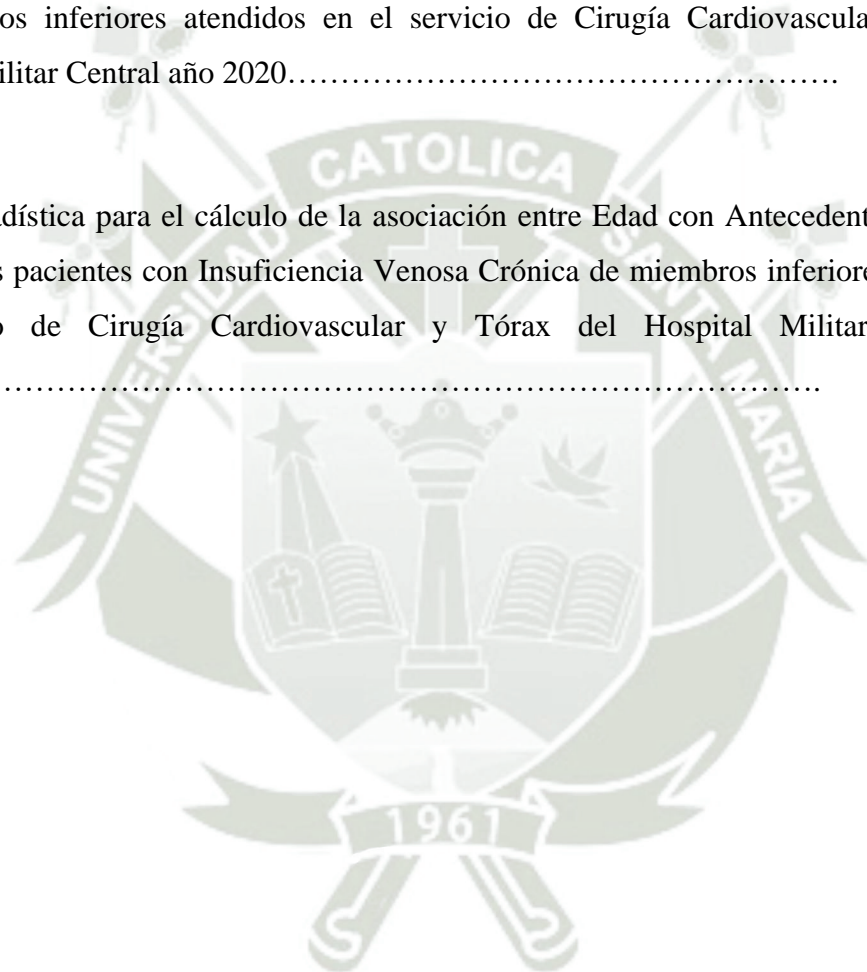 os inferiores atendidos en el servicio de Cirugía Cardiovascula
ilitar Central año 2020……………………………………………….
adística para el cálculo de la asociación entre Edad con Antecedent
s pacientes con Insuficiencia Venosa Crónica de miembros inferiore
o de Cirugía Cardiovascular y Tórax del Hospital Militar
……………………………………………………………………….
UNIVERSIDAD CATOLICA SANTA MARIA
1961